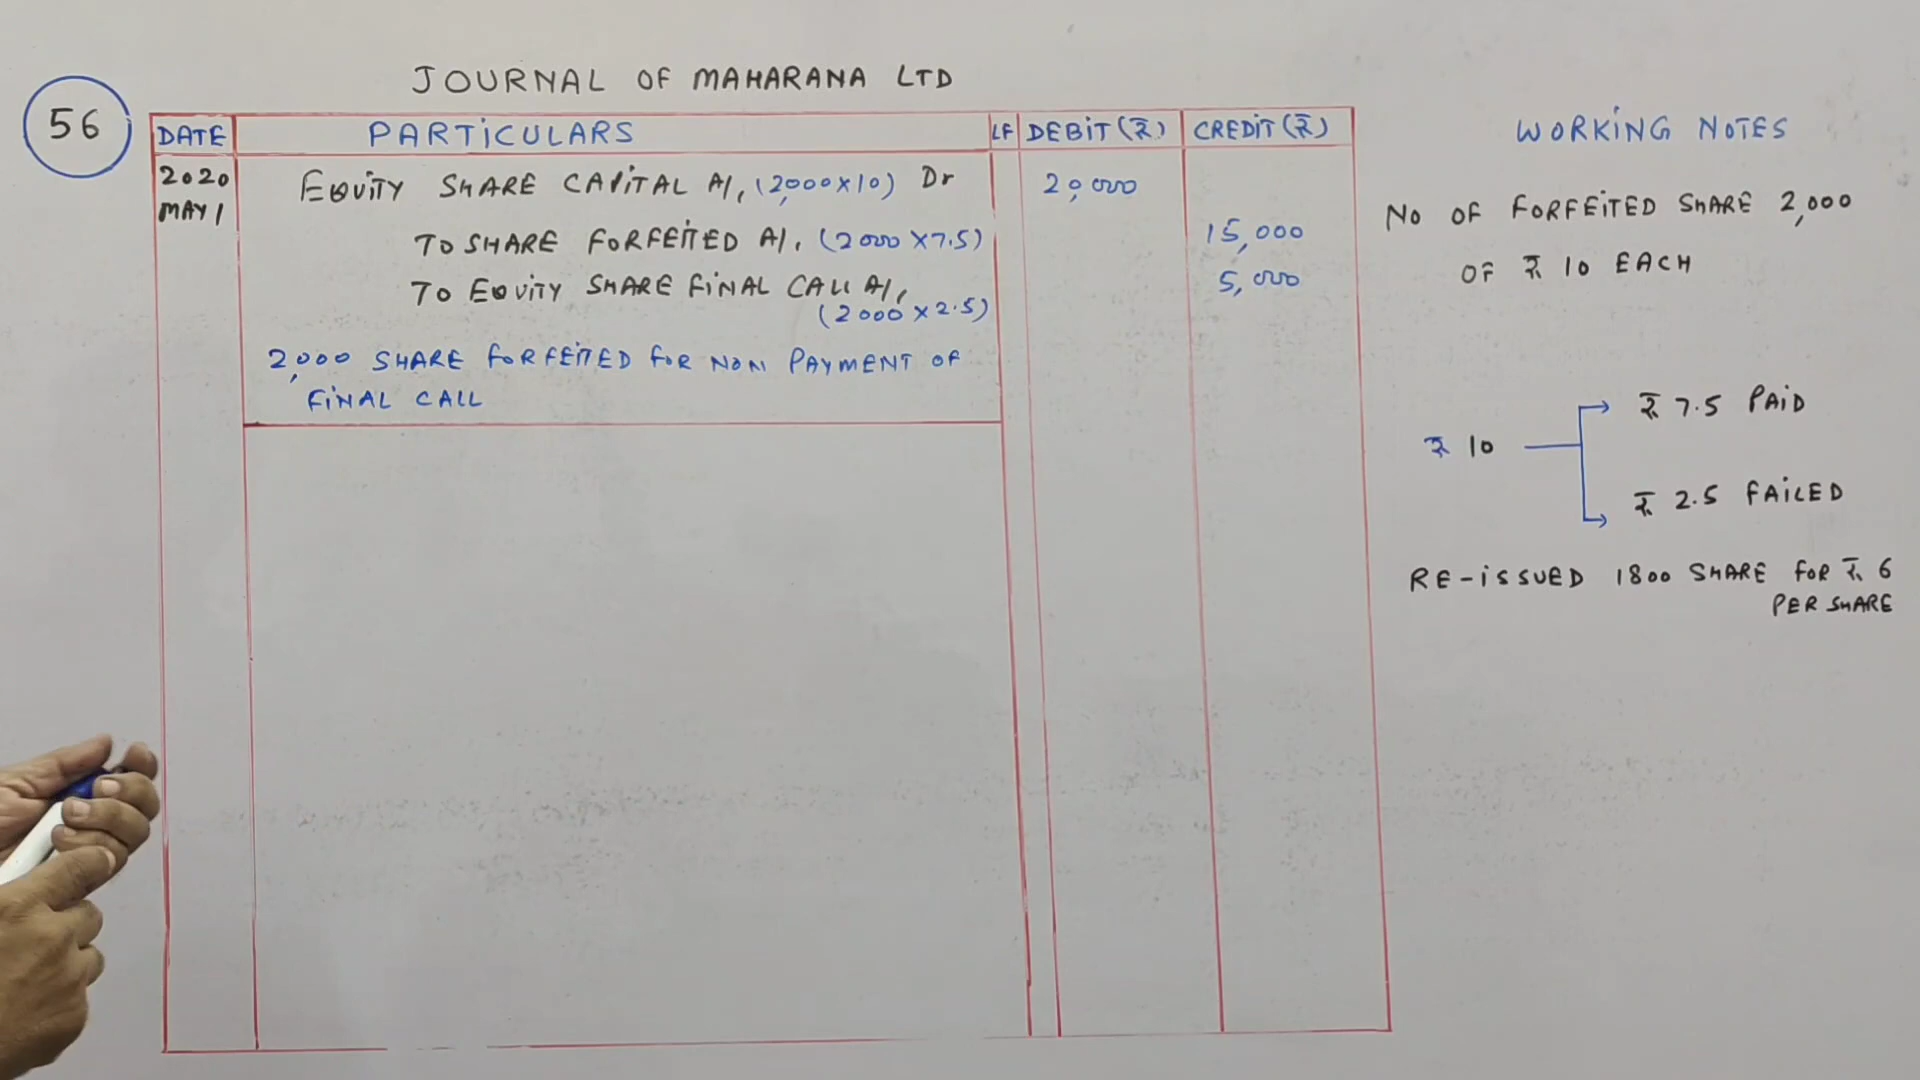 JOURNAL OF MAHARANA LTD
56
DATE PARTICULARS LF DEBIT (₹) CREDIT (₹)
2020 EQUITY SHARE CAPITAL A/, (2,000×10) Dr 20,000
MAY 1
TO SHARE FORFEITED A/, (2000 ×7.5) 15,000
TO EQUITY SHARE FINAL CALL A/, 5,000
(2000 × 2.5)
2,000 SHARE FORFEITED FOR NON PAYMENT OF
FINAL CALL
WORKING NOTES
NO OF FORFEITED SHARE 2,000
OF ₹ 10 EACH
₹ 7.5 PAID
₹ 10
₹ 2.5 FAILED
RE-ISSUED 1800 SHARE FOR ₹ 6
PER SHARE